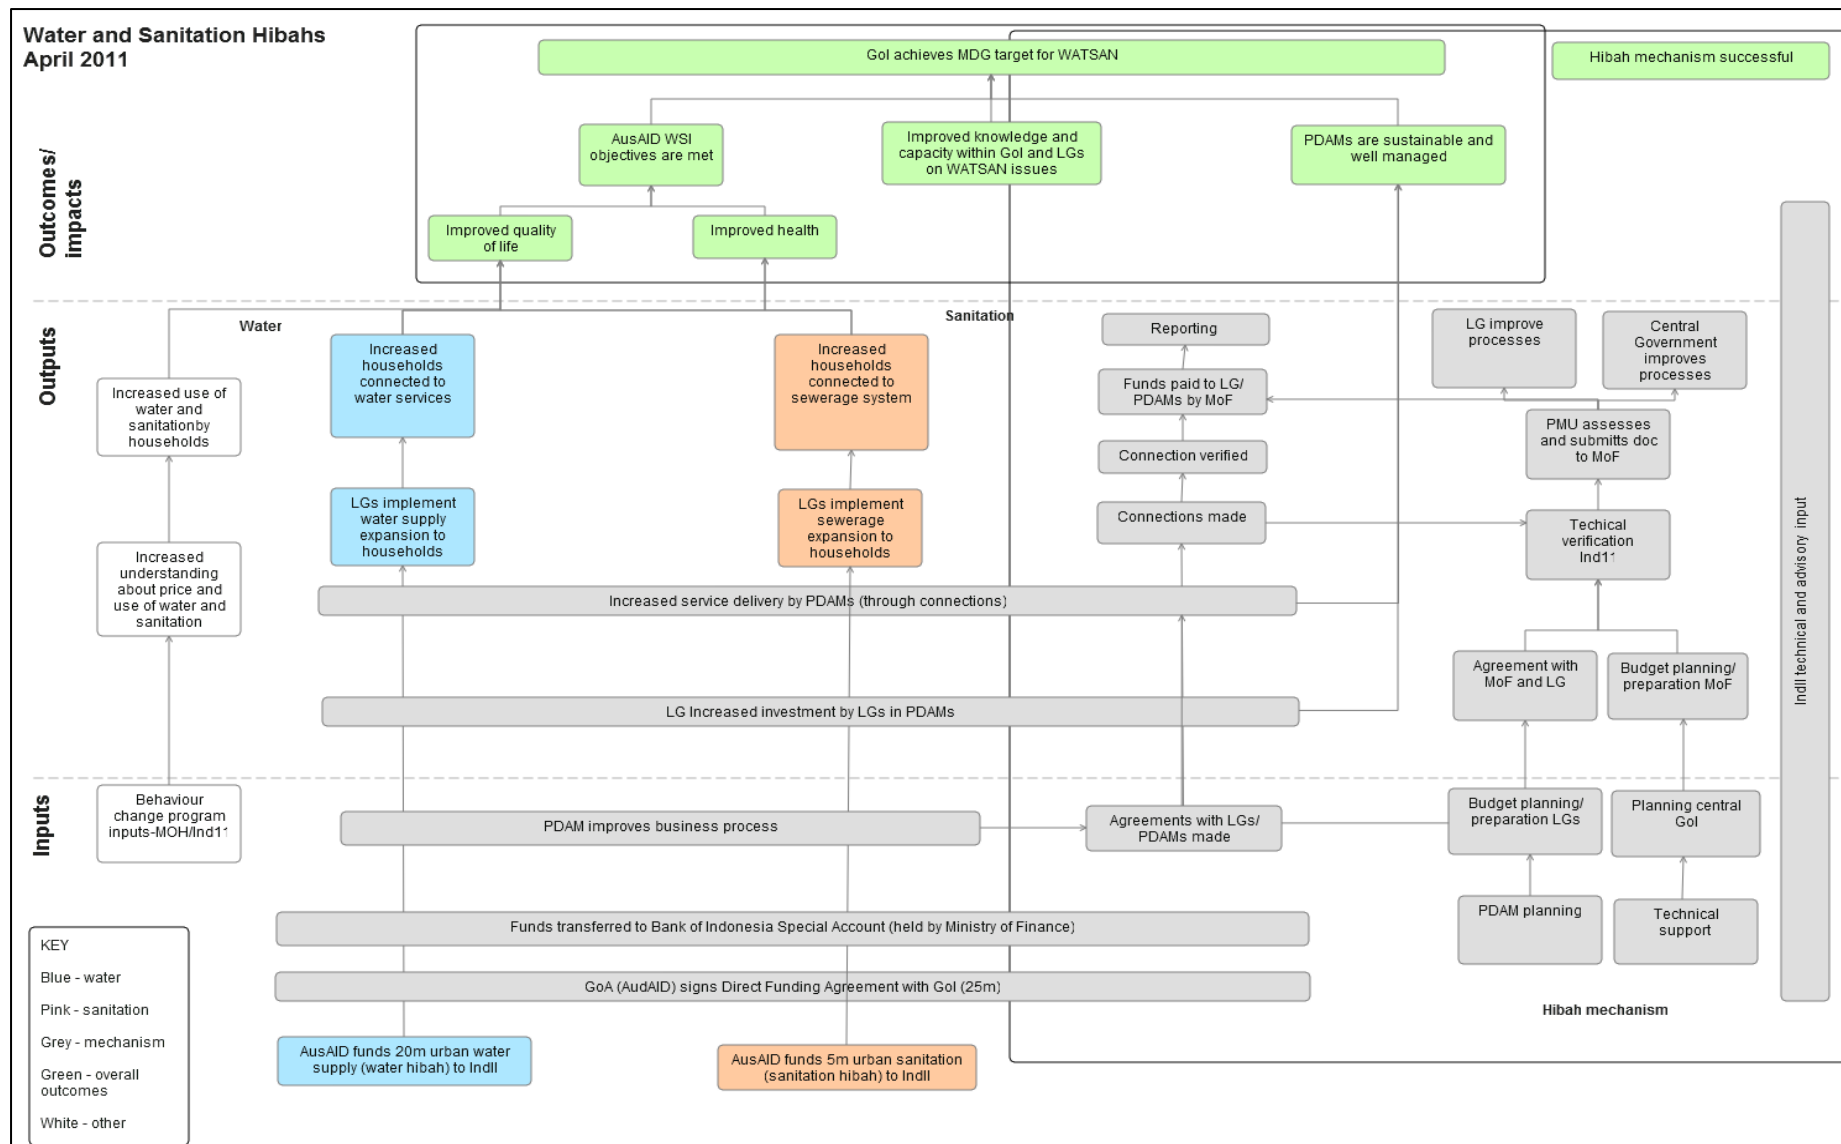 Water and Sanitation Hibahs
April 2011
GoI achieves MDG target for WATSAN
Hibah mechanism successful
Outcomes/
impacts
AusAID WSI
objectives are met
Improved knowledge and
capacity within GoI and LGs
on WATSAN issues
PDAMs are sustainable and
well managed
Improved quality
of life
Improved health
Outputs
Water
Sanitation
Increased use of
water and
sanitationby
households
Increased
households
connected to
water services
Increased
households
connected to
sewerage system
Reporting
Funds paid to LG/
PDAMs by MoF
Connection verified
Connections made
LG improve
processes
Central
Government
improves
processes
PMU assesses
and submitts doc
to MoF
Techical
verification
Ind11
Increased
understanding
about price and
use of water and
sanitation
LGs implement
water supply
expansion to
households
LGs implement
sewerage
expansion to
households
Increased service delivery by PDAMs (through connections)
LG Increased investment by LGs in PDAMs
Agreement with
MoF and LG
Budget planning/
preparation MoF
IndII technical and advisory input
Inputs
Behaviour
change program
inputs-MOH/Ind11
PDAM improves business process
Agreements with LGs/
PDAMs made
Budget planning/
preparation LGs
Planning central
GoI
PDAM planning
Technical
support
Funds transferred to Bank of Indonesia Special Account (held by Ministry of Finance)
GoA (AudAID) signs Direct Funding Agreement with GoI (25m)
Hibah mechanism
AusAID funds 20m urban water
supply (water hibah) to IndII
AusAID funds 5m urban sanitation
(sanitation hibah) to IndII
KEY
Blue - water
Pink - sanitation
Grey - mechanism
Green - overall
outcomes
White - other